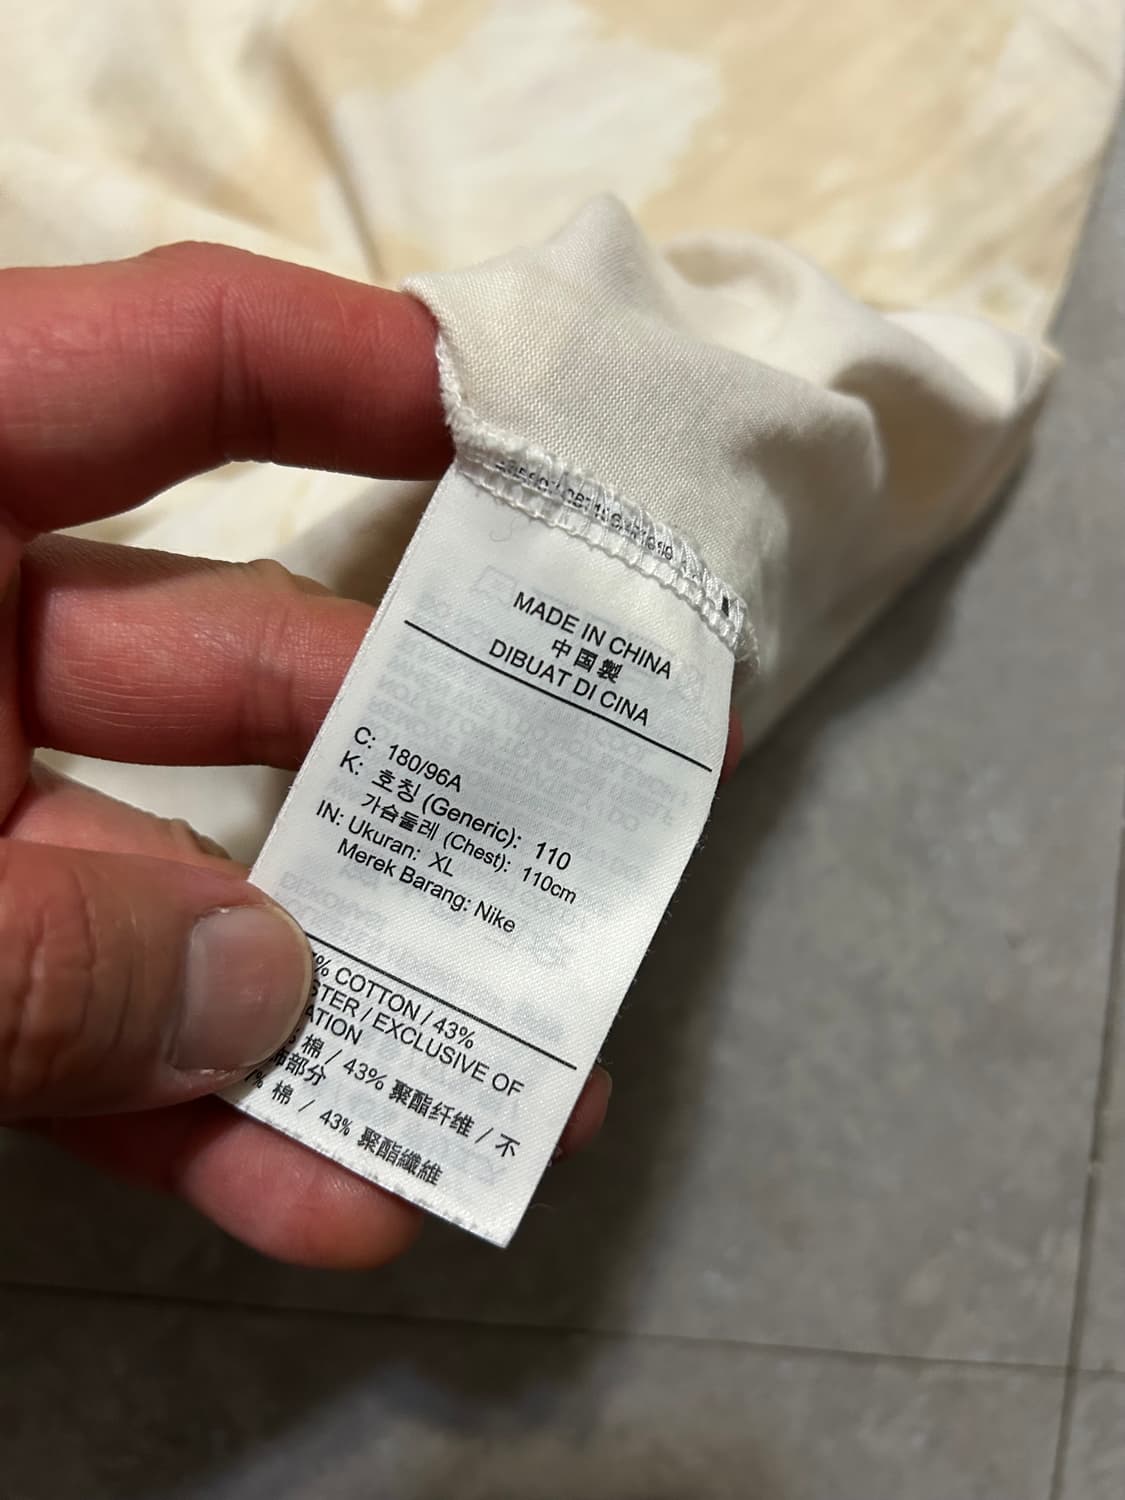 MADE IN CHINA
中国製
DIBUAT DI CINA
C: 180/96A
K: 호칭 (Generic): 110
가슴둘레 (Chest): 110cm
IN: Ukuran: XL
Merek Barang: Nike
% COTTON / 43%
STER / EXCLUSIVE OF
ATION
棉 / 43% 聚酯纤维 / 不
部分
% 棉 / 43% 聚酯纖維